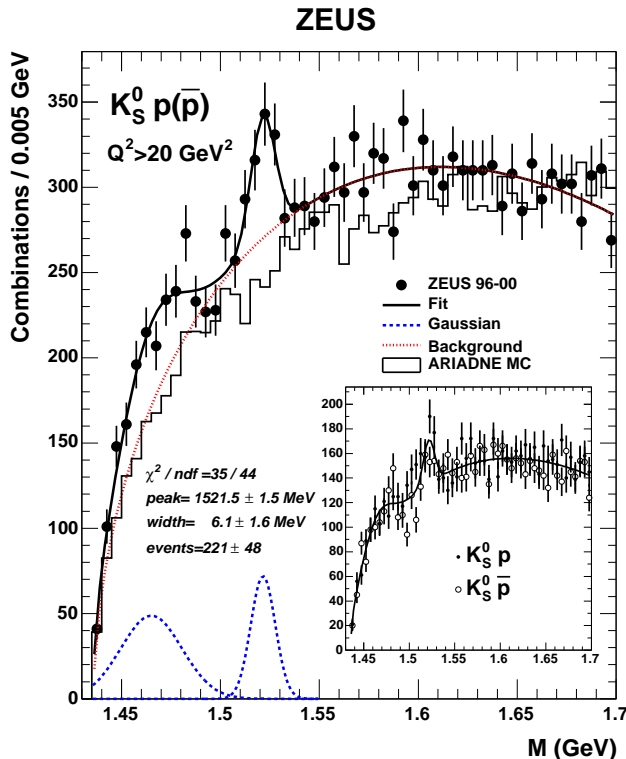 ZEUS
Combinations / 0.005 GeV
350
300
250
200
150
100
50
0
K⁰_S p(p̅)
Q² > 20 GeV²
ZEUS 96-00
Fit
Gaussian
Background
ARIADNE MC
χ² / ndf =35 / 44
peak= 1521.5 ± 1.5 MeV
width= 6.1 ± 1.6 MeV
events=221 ± 48
200
180
160
140
120
100
80
60
40
20
0
K⁰_S p
K⁰_S p̅
1.45 1.5 1.55 1.6 1.65 1.7
1.45 1.5 1.55 1.6 1.65 1.7
M (GeV)